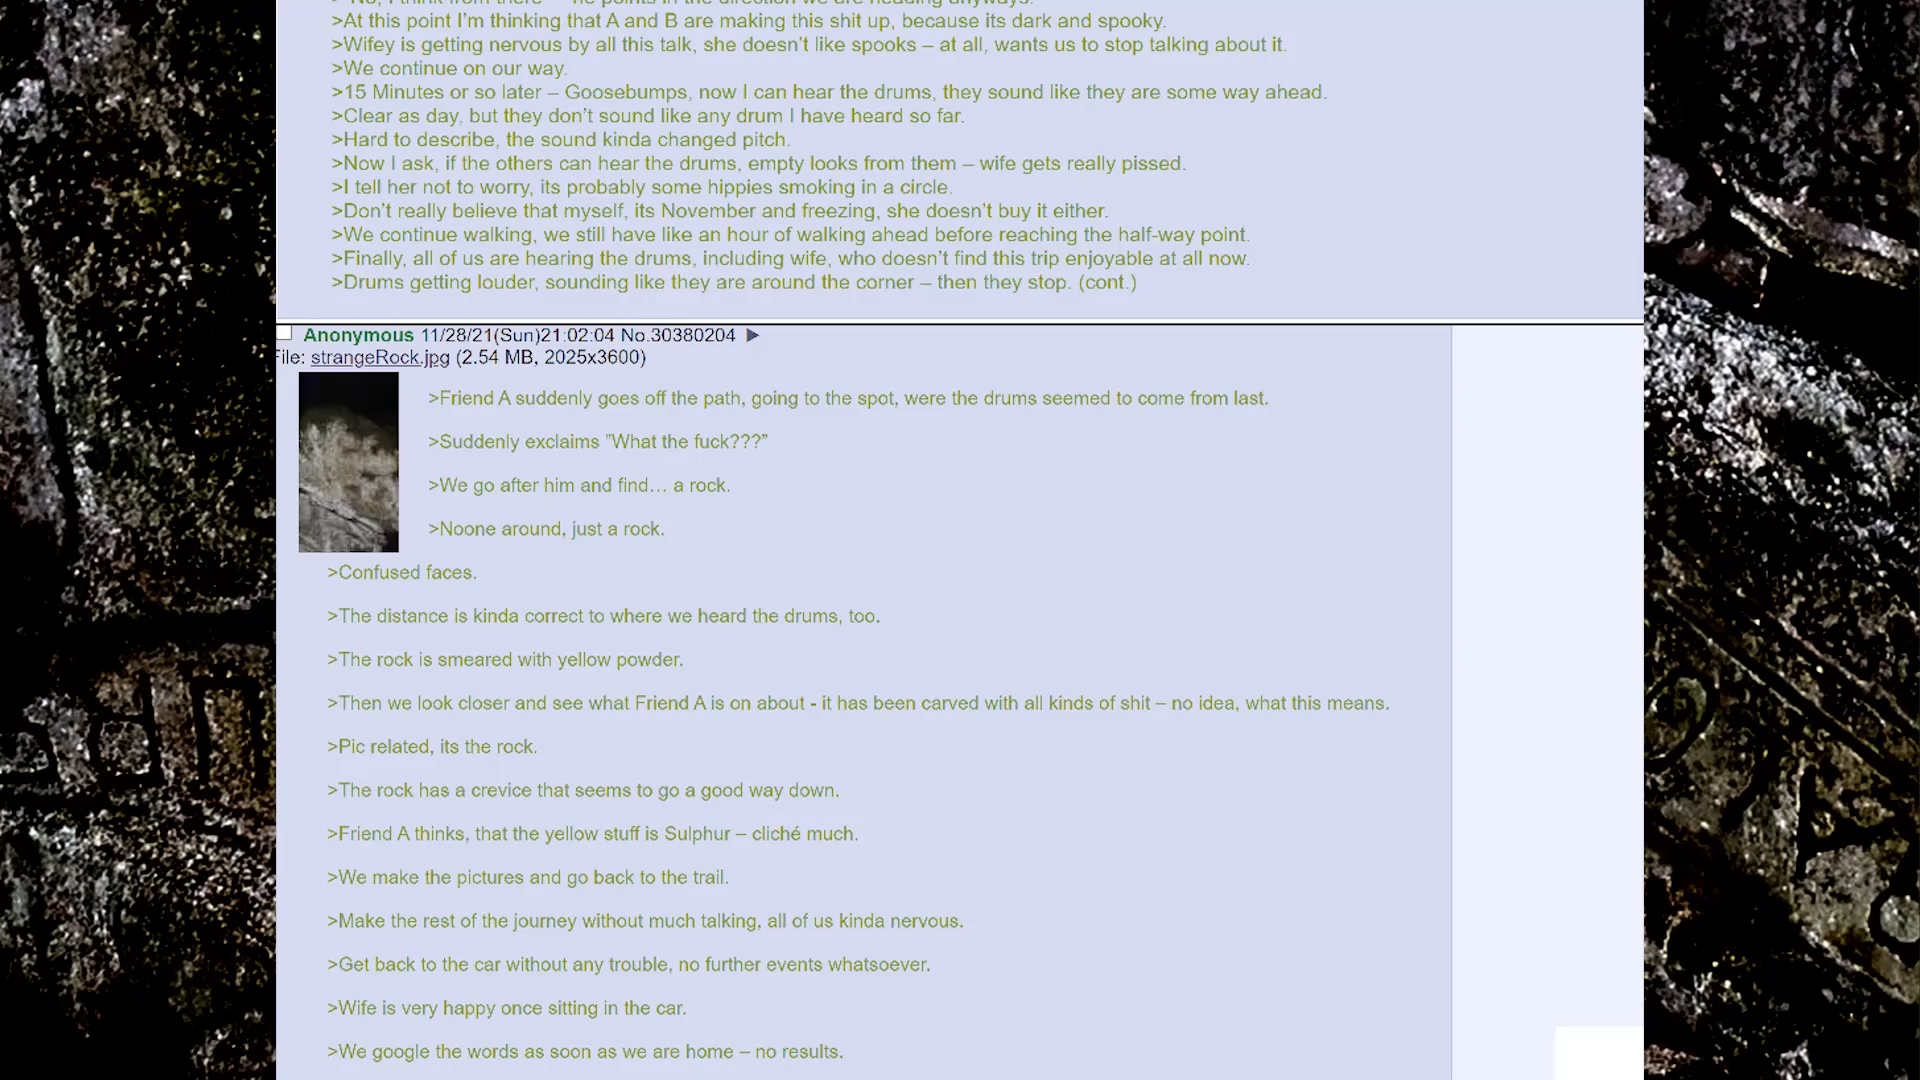 >No, I think from there – he points in the direction we are heading anyways.
>At this point I'm thinking that A and B are making this shit up, because its dark and spooky.
>Wifey is getting nervous by all this talk, she doesn't like spooks – at all, wants us to stop talking about it.
>We continue on our way.
>15 Minutes or so later – Goosebumps, now I can hear the drums, they sound like they are some way ahead.
>Clear as day, but they don't sound like any drum I have heard so far.
>Hard to describe, the sound kinda changed pitch.
>Now I ask, if the others can hear the drums, empty looks from them – wife gets really pissed.
>I tell her not to worry, its probably some hippies smoking in a circle.
>Don't really believe that myself, its November and freezing, she doesn't buy it either.
>We continue walking, we still have like an hour of walking ahead before reaching the half-way point.
>Finally, all of us are hearing the drums, including wife, who doesn't find this trip enjoyable at all now.
>Drums getting louder, sounding like they are around the corner – then they stop. (cont.)
Anonymous 11/28/21(Sun)21:02:04 No.30380204 ▶
File: strangeRock.jpg (2.54 MB, 2025x3600)
>Friend A suddenly goes off the path, going to the spot, were the drums seemed to come from last.
>Suddenly exclaims "What the fuck???"
>We go after him and find… a rock.
>Noone around, just a rock.
>Confused faces.
>The distance is kinda correct to where we heard the drums, too.
>The rock is smeared with yellow powder.
>Then we look closer and see what Friend A is on about - it has been carved with all kinds of shit – no idea, what this means.
>Pic related, its the rock.
>The rock has a crevice that seems to go a good way down.
>Friend A thinks, that the yellow stuff is Sulphur – cliché much.
>We make the pictures and go back to the trail.
>Make the rest of the journey without much talking, all of us kinda nervous.
>Get back to the car without any trouble, no further events whatsoever.
>Wife is very happy once sitting in the car.
>We google the words as soon as we are home – no results.